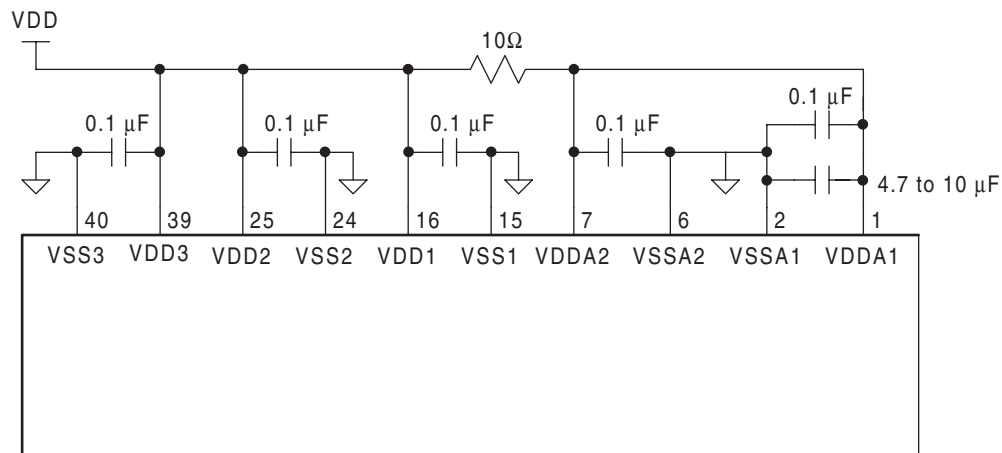 VDD
10Ω
0.1 μF
0.1 μF
0.1 μF
0.1 μF
0.1 μF
4.7 to 10 μF
40 39 25 24 16 15 7 6 2 1
VSS3 VDD3 VDD2 VSS2 VDD1 VSS1 VDDA2 VSSA2 VSSA1 VDDA1